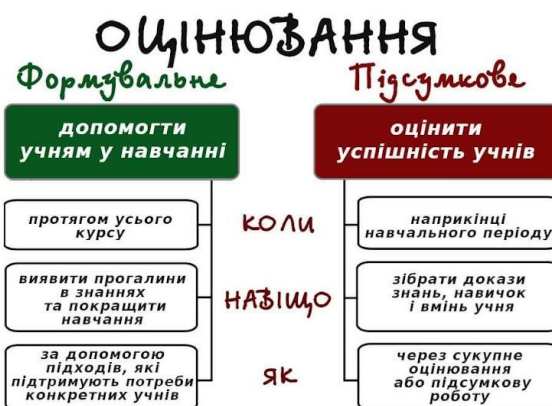 ОЦІНЮВАННЯ
Формувальне
Підсумкове
допомогти
учням у навчанні
оцінити
успішність учнів
протягом усього
курсу
КОЛИ
наприкінці
навчального періоду
виявити прогалини
в знаннях
та покращити
навчання
НАВІЩО
зібрати докази
знань, навичок
і вмінь учня
за допомогою
підходів, які
підтримують потреби
конкретних учнів
ЯК
через сукупне
оцінювання
або підсумкову
роботу